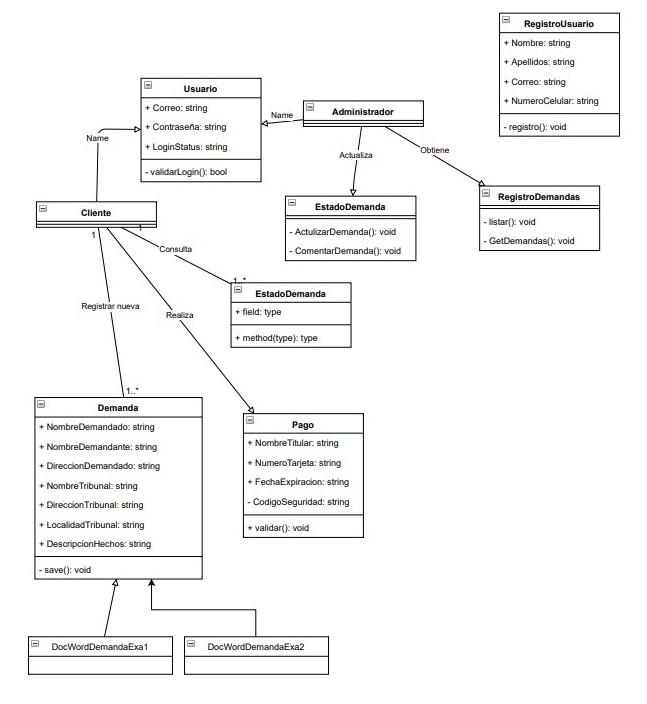 RegistroUsuario
+ Nombre: string
+ Apellidos: string
+ Correo: string
+ NumeroCelular: string
- registro(): void
Usuario
+ Correo: string
+ Contraseña: string
+ LoginStatus: string
- validarLogin(): bool
Name
Administrador
Name
Actualiza
Obtiene
EstadoDemanda
- ActulizarDemanda(): void
- ComentarDemanda(): void
RegistroDemandas
- listar(): void
- GetDemandas(): void
Cliente
1
1
Consulta
1..*
EstadoDemanda
+ field: type
+ method(type): type
Registrar nueva
Realiza
1..*
Demanda
+ NombreDemandado: string
+ NombreDemandante: string
+ DireccionDemandado: string
+ NombreTribunal: string
+ DireccionTribunal: string
+ LocalidadTribunal: string
+ DescripcionHechos: string
- save(): void
Pago
+ NombreTitular: string
+ NumeroTarjeta: string
+ FechaExpiracion: string
- CodigoSeguridad: string
+ validar(): void
DocWordDemandaExa1
DocWordDemandaExa2